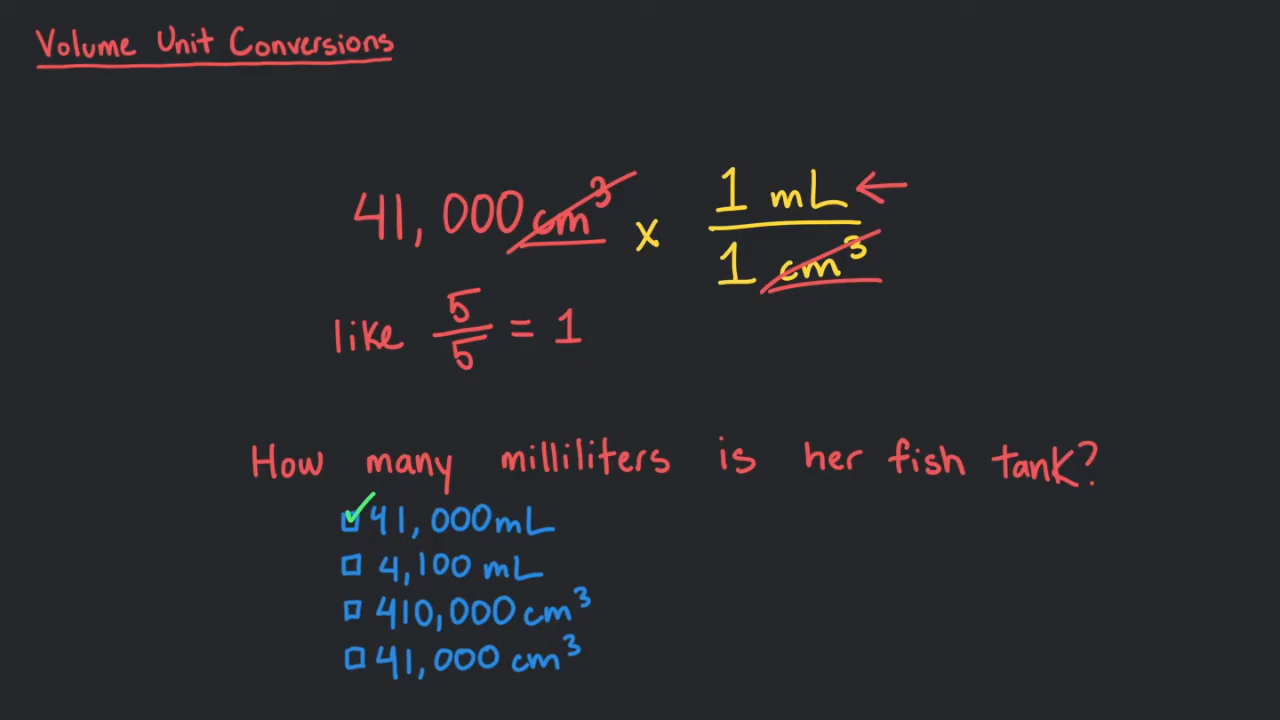 Volume Unit Conversions
41,000 cm³ x 1 mL / 1 cm³ ←
like 5/5 = 1
How many milliliters is her fish tank?
☑ 41,000 mL
☐ 4,100 mL
☐ 410,000 cm³
☐ 41,000 cm³